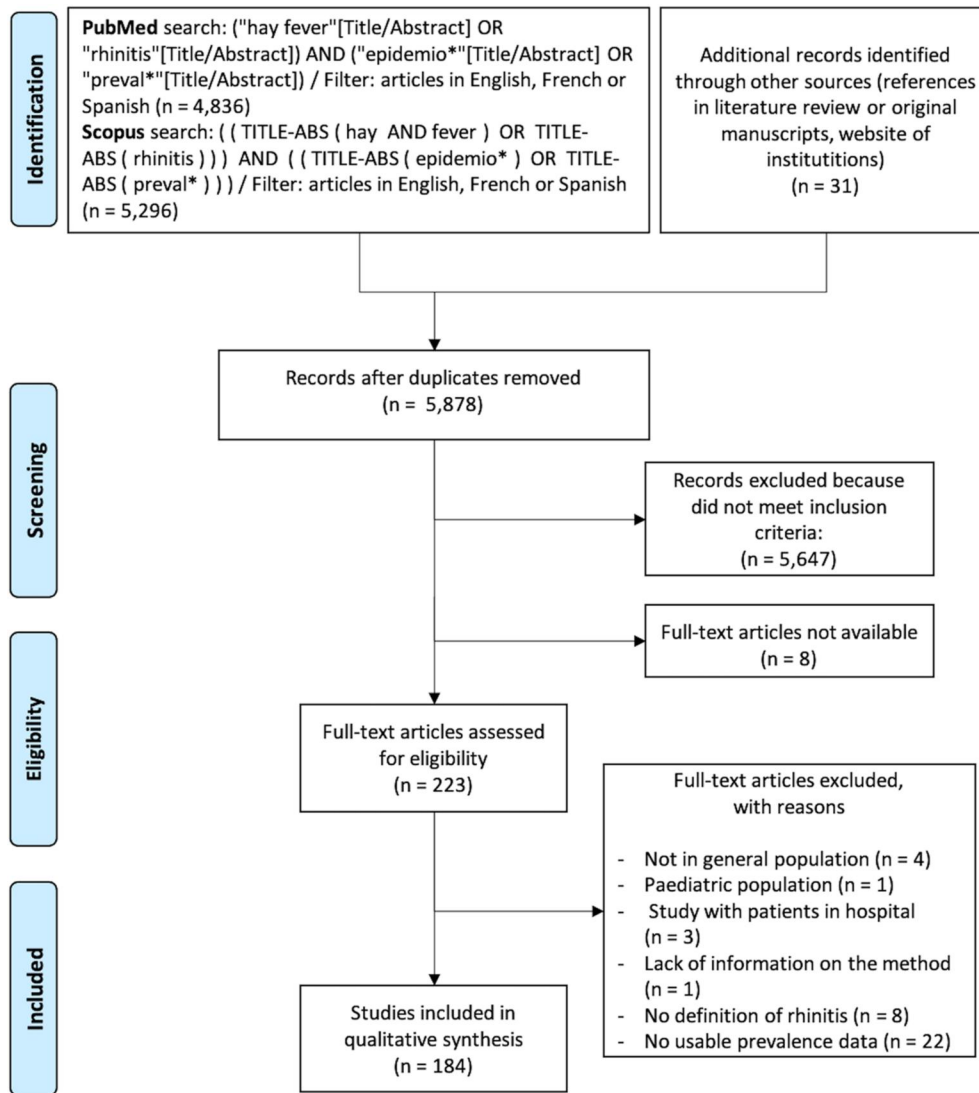 Identification
PubMed search: ("hay fever"[Title/Abstract] OR
"rhinitis"[Title/Abstract]) AND ("epidemio*"[Title/Abstract] OR
"preval*"[Title/Abstract]) / Filter: articles in English, French or
Spanish (n = 4,836)
Scopus search: ( ( TITLE-ABS ( hay AND fever ) OR TITLE-
ABS ( rhinitis ) ) ) AND ( ( TITLE-ABS ( epidemio* ) OR TITLE-
ABS ( preval* ) ) ) / Filter: articles in English, French or Spanish
(n = 5,296)
Additional records identified
through other sources (references
in literature review or original
manuscripts, website of
institutitions)
(n = 31)
Screening
Records after duplicates removed
(n = 5,878)
Records excluded because
did not meet inclusion
criteria:
(n = 5,647)
Eligibility
Full-text articles not available
(n = 8)
Full-text articles assessed
for eligibility
(n = 223)
Full-text articles excluded,
with reasons
- Not in general population (n = 4)
- Paediatric population (n = 1)
- Study with patients in hospital
(n = 3)
- Lack of information on the method
(n = 1)
- No definition of rhinitis (n = 8)
- No usable prevalence data (n = 22)
Included
Studies included in
qualitative synthesis
(n = 184)